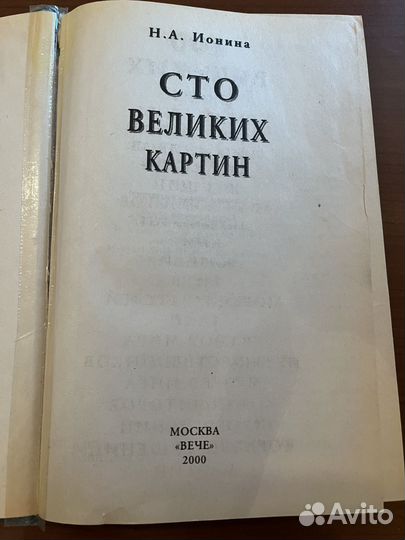 Н.А. Ионина
СТО
ВЕЛИКИХ
КАРТИН
МОСКВА
«ВЕЧЕ»
2000
Avito